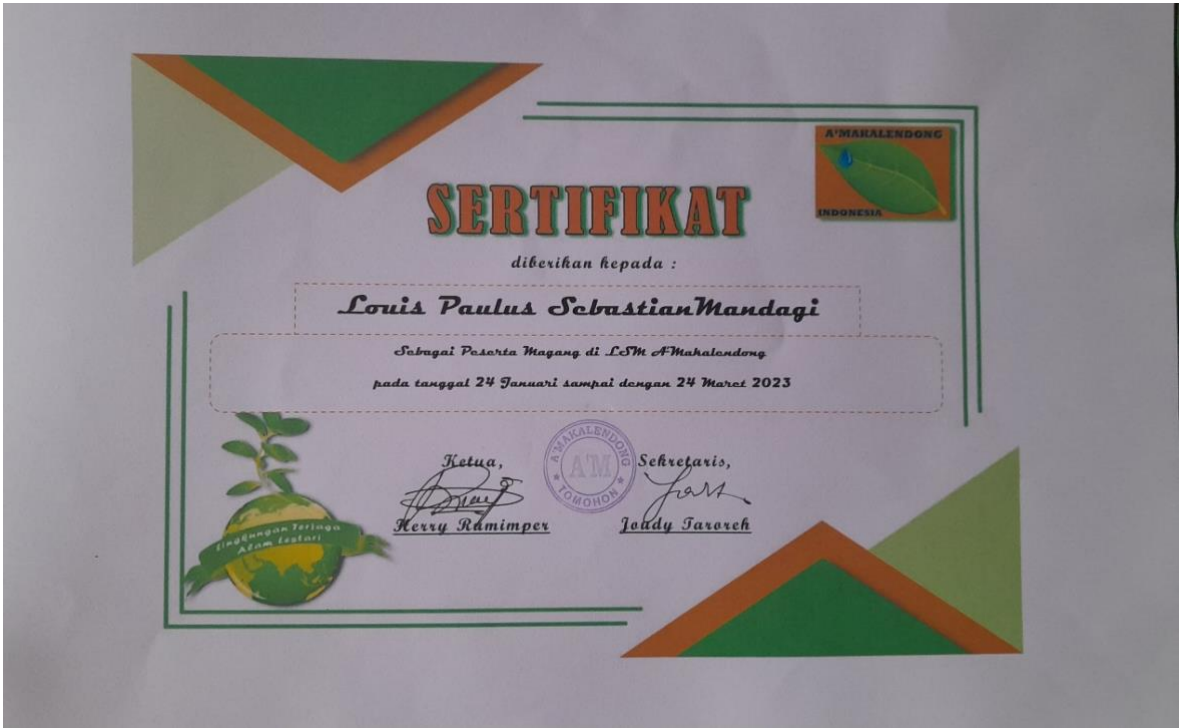 A'MAKALENDONG
INDONESIA
SERTIFIKAT
diberikan kepada :
Louis Paulus SebastianMandagi
Sebagai Peserta Magang di LSM A'Makalendong
pada tanggal 24 Januari sampai dengan 24 Maret 2023
Ketua,
Sekretaris,
A'MAKALENDONG
A'M
TOMOHON
Herry Rumimper
Joudy Taroreh
Lingkungan Terjaga
Alam Lestari